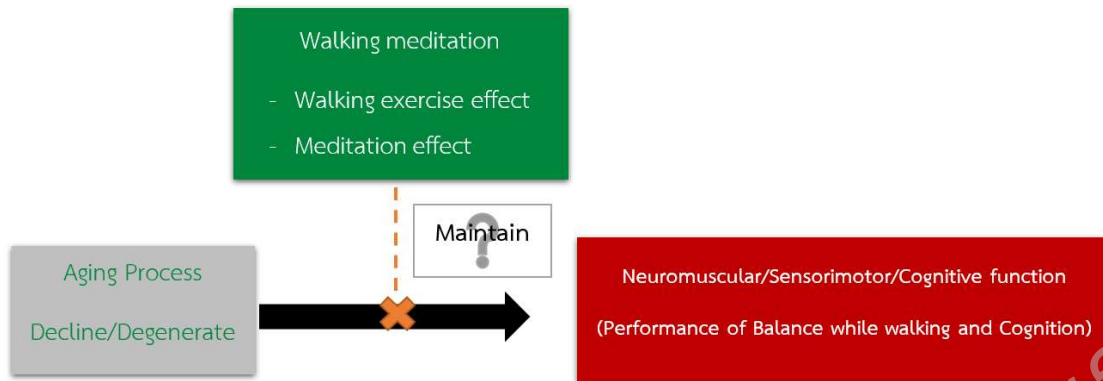 Walking meditation
- Walking exercise effect
- Meditation effect
Maintain
?
Aging Process
Decline/Degenerate
Neuromuscular/Sensorimotor/Cognitive function
(Performance of Balance while walking and Cognition)